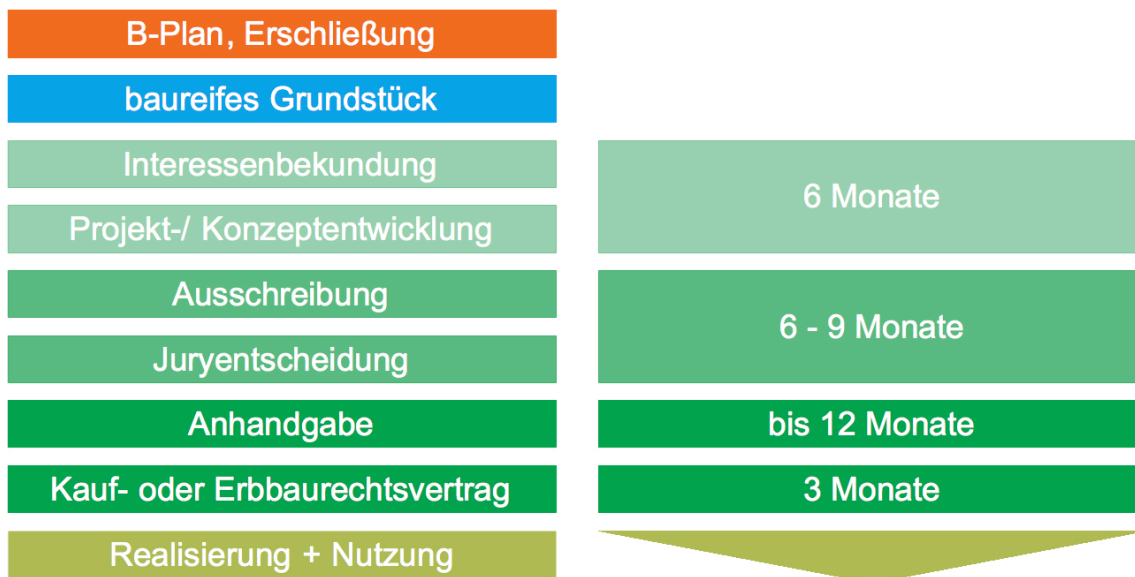 B-Plan, Erschließung
baureifes Grundstück
Interessenbekundung
Projekt-/ Konzeptentwicklung
6 Monate
Ausschreibung
Juryentscheidung
6 - 9 Monate
Anhandgabe
bis 12 Monate
Kauf- oder Erbbaurechtsvertrag
3 Monate
Realisierung + Nutzung